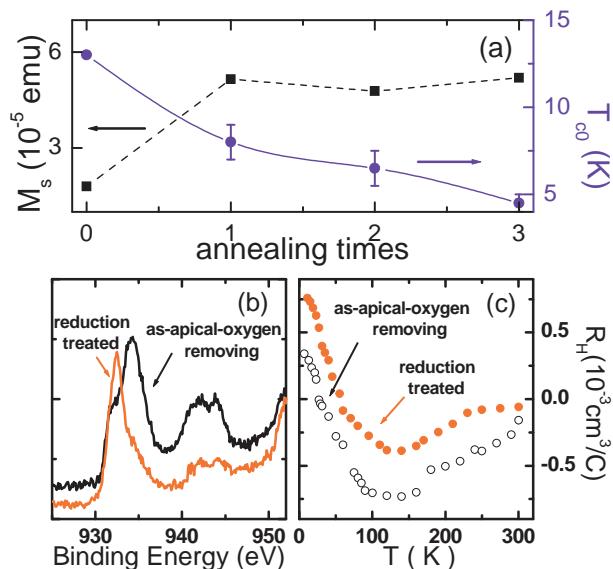 (a)
M_s (10^-5 emu)
6
3
15
10
5
T_c0 (K)
0 1 2 3
annealing times
(b)
reduction
treated
as-apical-oxygen
removing
930 940 950
Binding Energy (eV)
(c)
as-apical-oxygen
removing
reduction
treated
0.5
0.0
-0.5
R_H(10^-3cm^3/C)
0 100 200 300
T ( K )